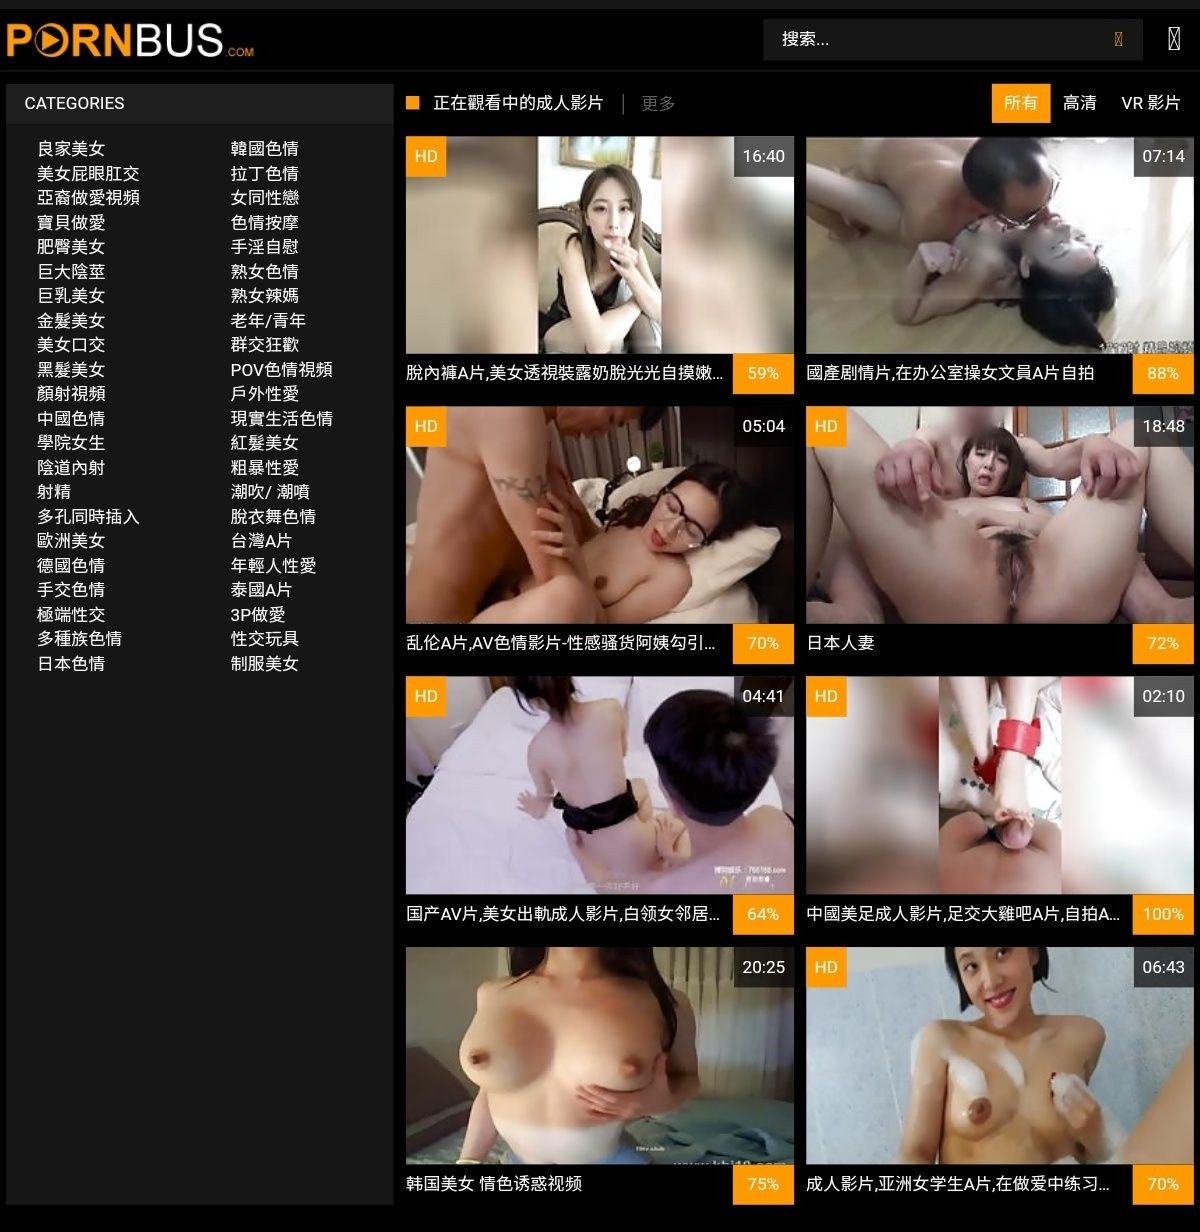 PORNBUS.COM
搜索...
CATEGORIES
良家美女
美女屁眼肛交
亞裔做愛視頻
寶貝做愛
肥臀美女
巨大陰莖
巨乳美女
金髮美女
美女口交
黑髮美女
顏射視頻
中國色情
學院女生
陰道內射
射精
多孔同時插入
歐洲美女
德國色情
手交色情
極端性交
多種族色情
日本色情
韓國色情
拉丁色情
女同性戀
色情按摩
手淫自慰
熟女色情
熟女辣媽
老年/青年
群交狂歡
POV色情視頻
戶外性愛
現實生活色情
紅髮美女
粗暴性愛
潮吹/ 潮噴
脫衣舞色情
台灣A片
年輕人性愛
泰國A片
3P做愛
性交玩具
制服美女
正在觀看中的成人影片 | 更多
所有 高清 VR 影片
HD 16:40
脫內褲A片,美女透視裝露奶脫光光自摸嫩... 59%
07:14
國產剧情片,在办公室操女文員A片自拍 88%
HD 05:04
乱伦A片,AV色情影片-性感骚货阿姨勾引... 70%
HD 18:48
日本人妻 72%
HD 04:41
国产AV片,美女出軌成人影片,白领女邻居... 64%
HD 02:10
中國美足成人影片,足交大雞吧A片,自拍A... 100%
20:25
韩国美女 情色诱惑视频 75%
HD 06:43
成人影片,亚洲女学生A片,在做爱中练习... 70%